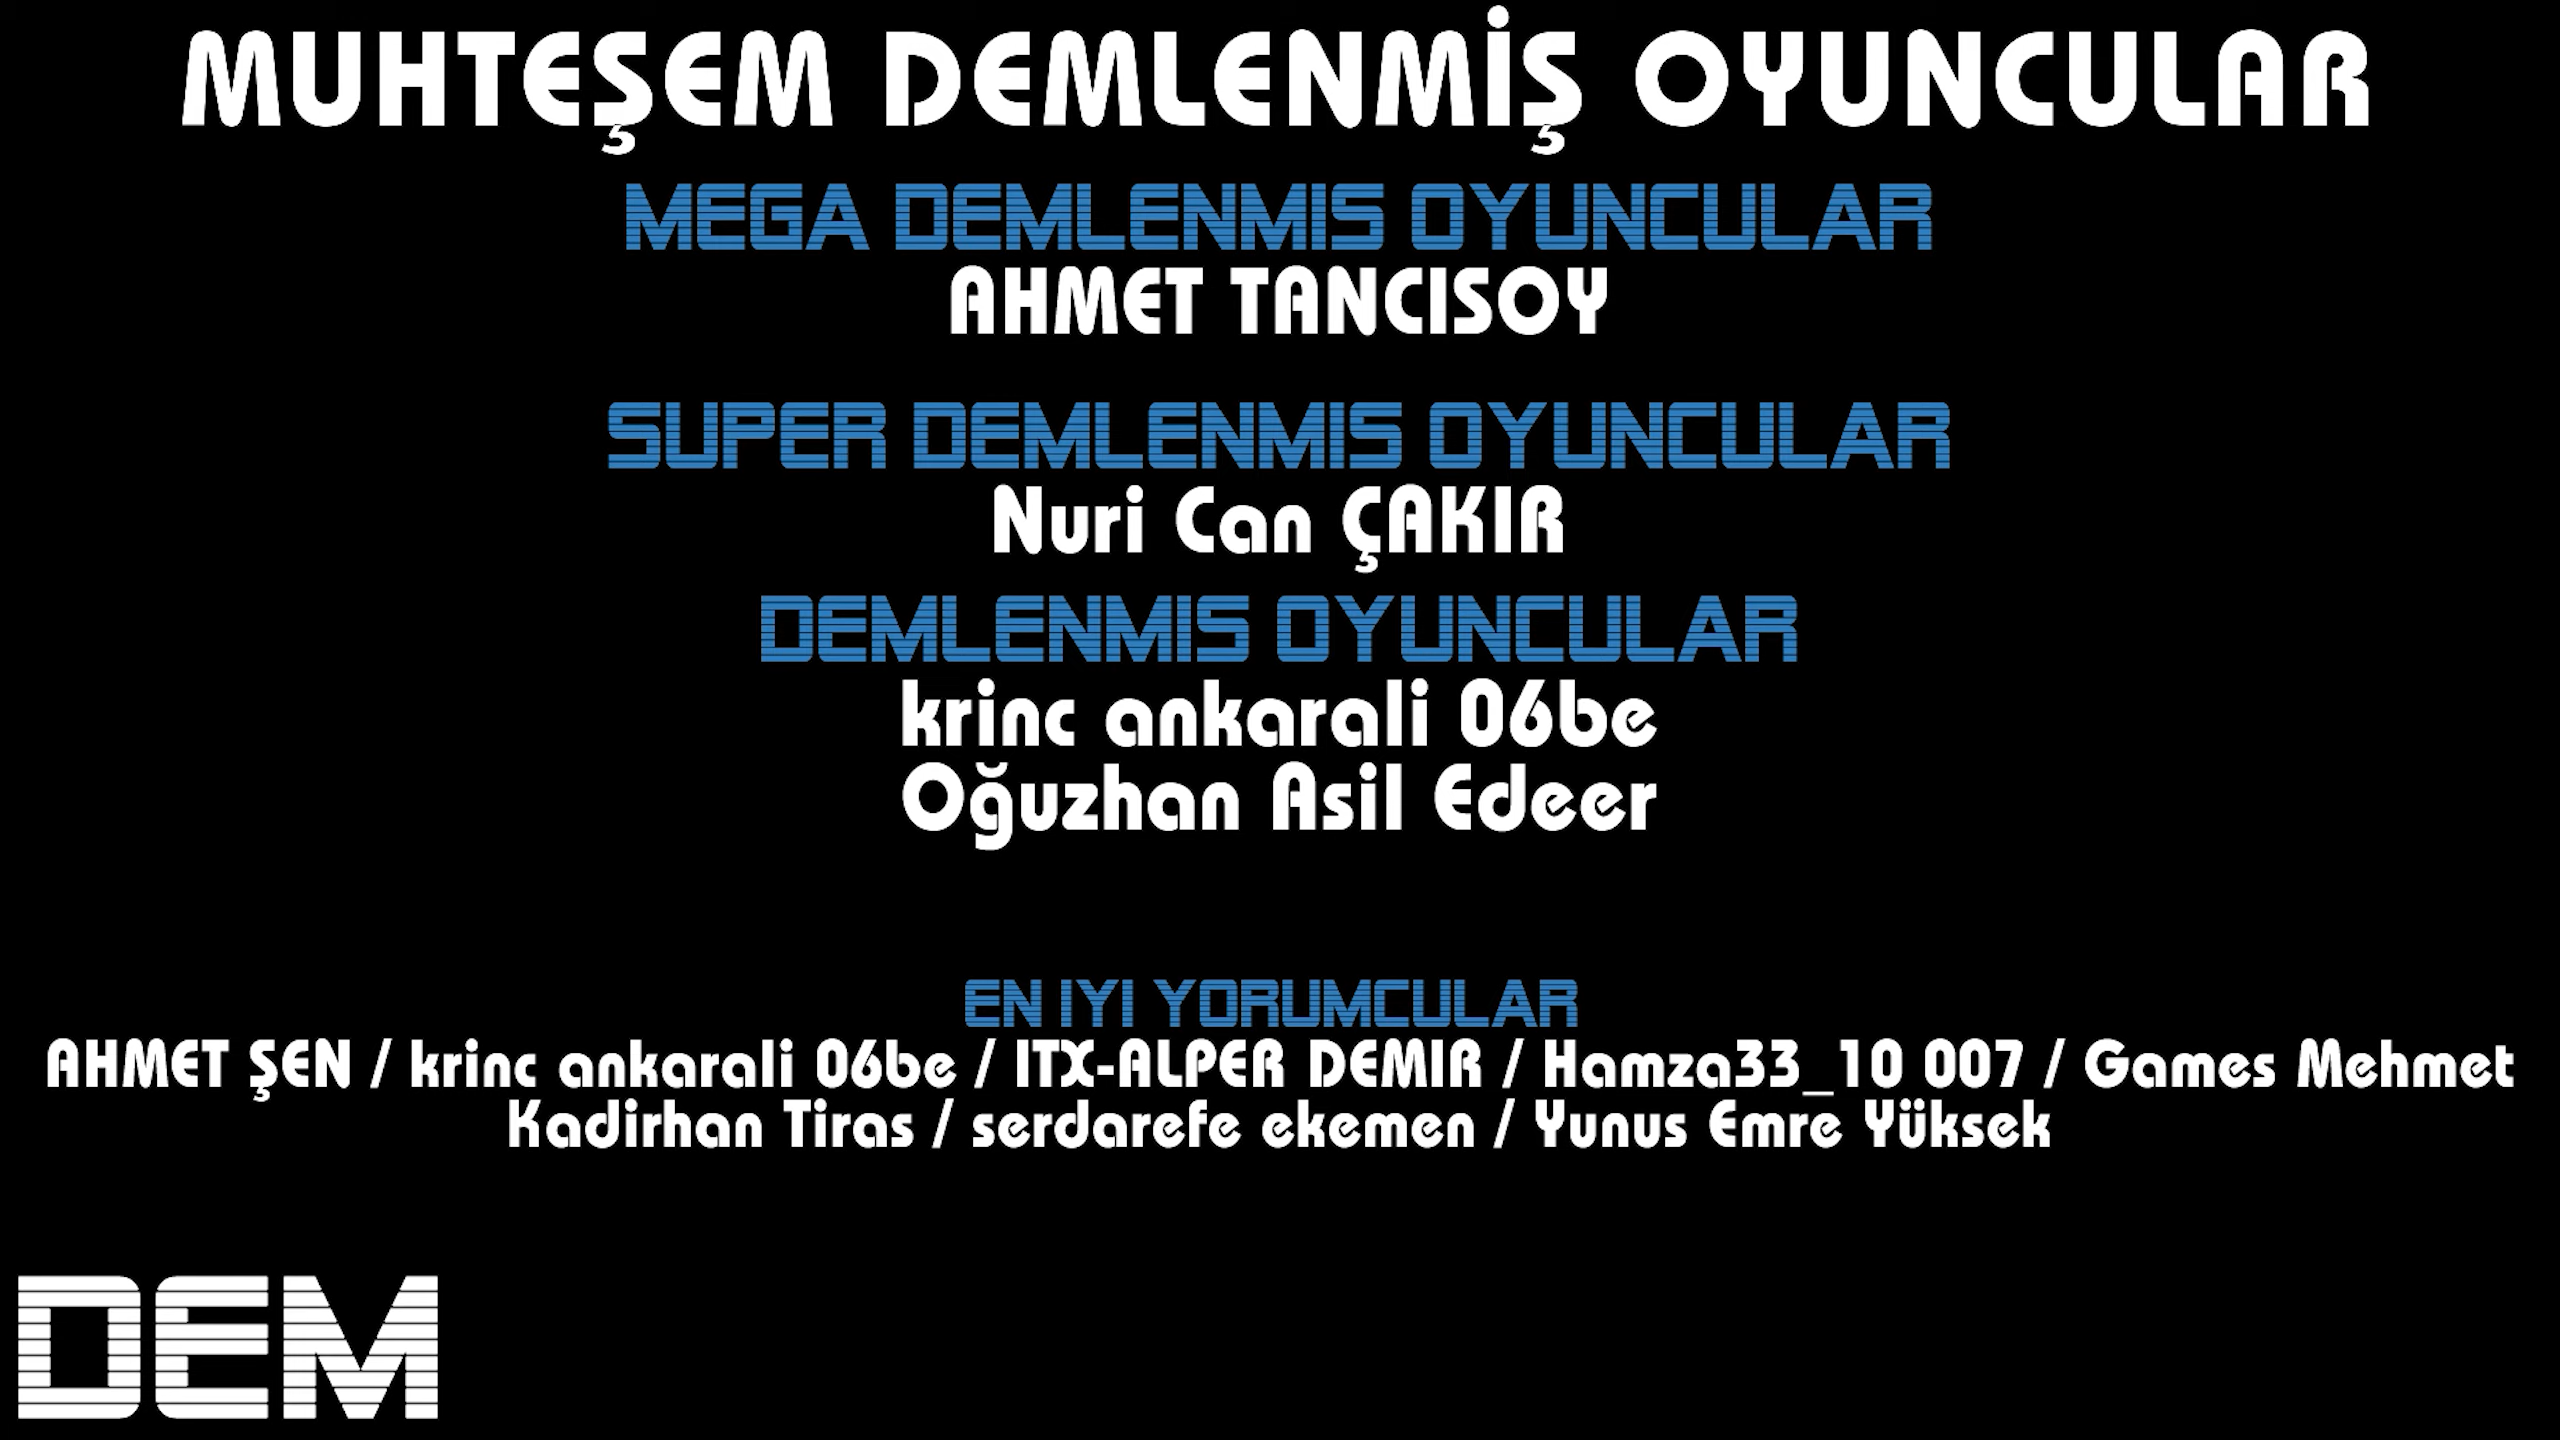 MUHTEŞEM DEMLENMİŞ OYUNCULAR
MEGA DEMLENMIS OYUNCULAR
AHMET TANCISOY
SUPER DEMLENMIS OYUNCULAR
Nuri Can ÇAKIR
DEMLENMIS OYUNCULAR
krinc ankarali 06be
Oğuzhan Asil Edeer
EN IYI YORUMCULAR
AHMET ŞEN / krinc ankarali 06be / ITX-ALPER DEMIR / Hamza33_10 007 / Games Mehmet
Kadirhan Tiras / serdarefe ekemen / Yunus Emre Yüksek
DEM